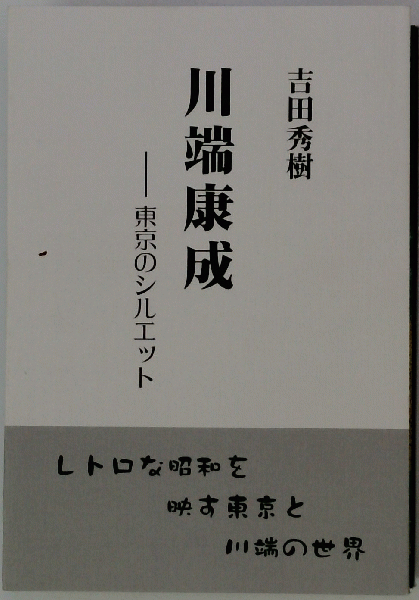 吉田秀樹
川端康成
──東京のシルエット
レトロな昭和を
映す東京と
川端の世界